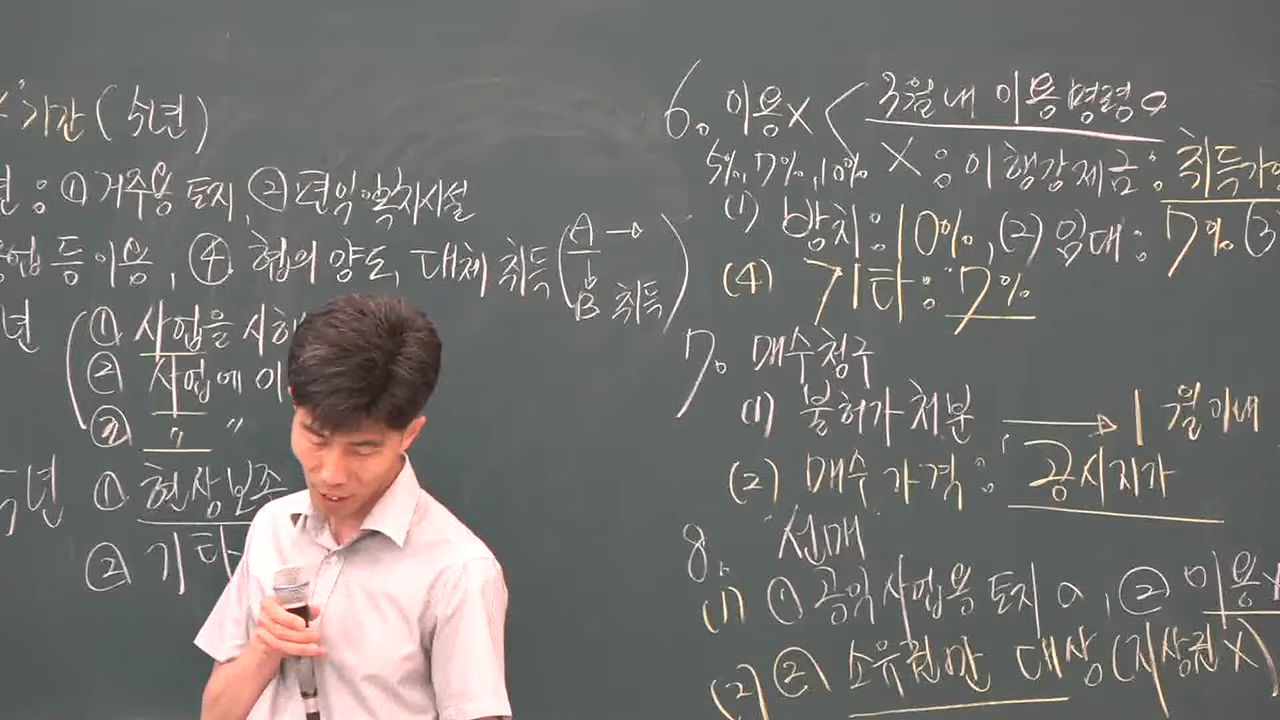 기간 (5년)
년 : ① 거주용 토지, ② 편익·복지시설
등 이용, ④ 협의 양도, 대체 취득 (A →
B 취득)
년 ① 사업을 시행
② 사업에 이
③ 〃 〃
년 ① 현상보존
② 기타
6. 이용X < 3월내 이용명령
5%, 7%, 10% X : 이행강제금 : 취득가
(1) 방치 : 10%, (2) 임대 : 7% (3)
(4) 기타 : 7%
7. 매수청구
(1) 불허가처분 → 1월이내
(2) 매수가격 : 공시지가
8. 선매
(1) ① 공익사업용 토지 o, ② 이용X
(2) ② 소유권만 대상 (지상권X)